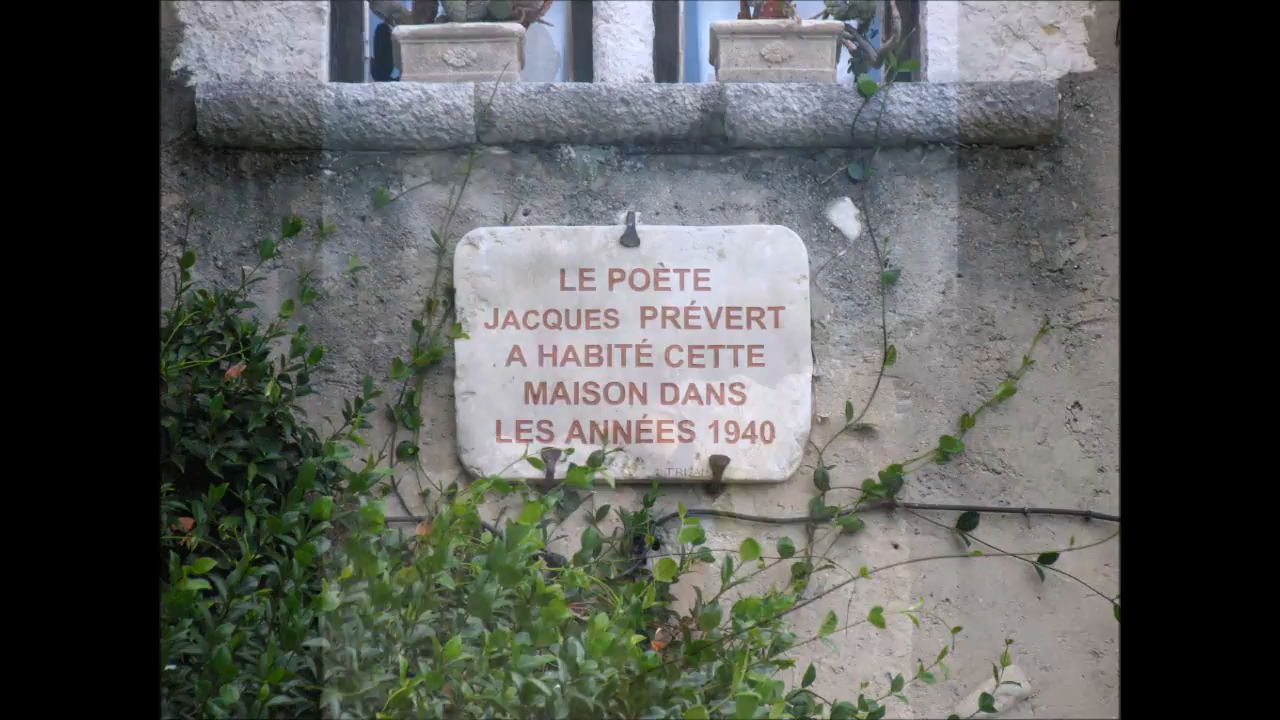 LE POÈTE
JACQUES PRÉVERT
A HABITÉ CETTE
MAISON DANS
LES ANNÉES 1940